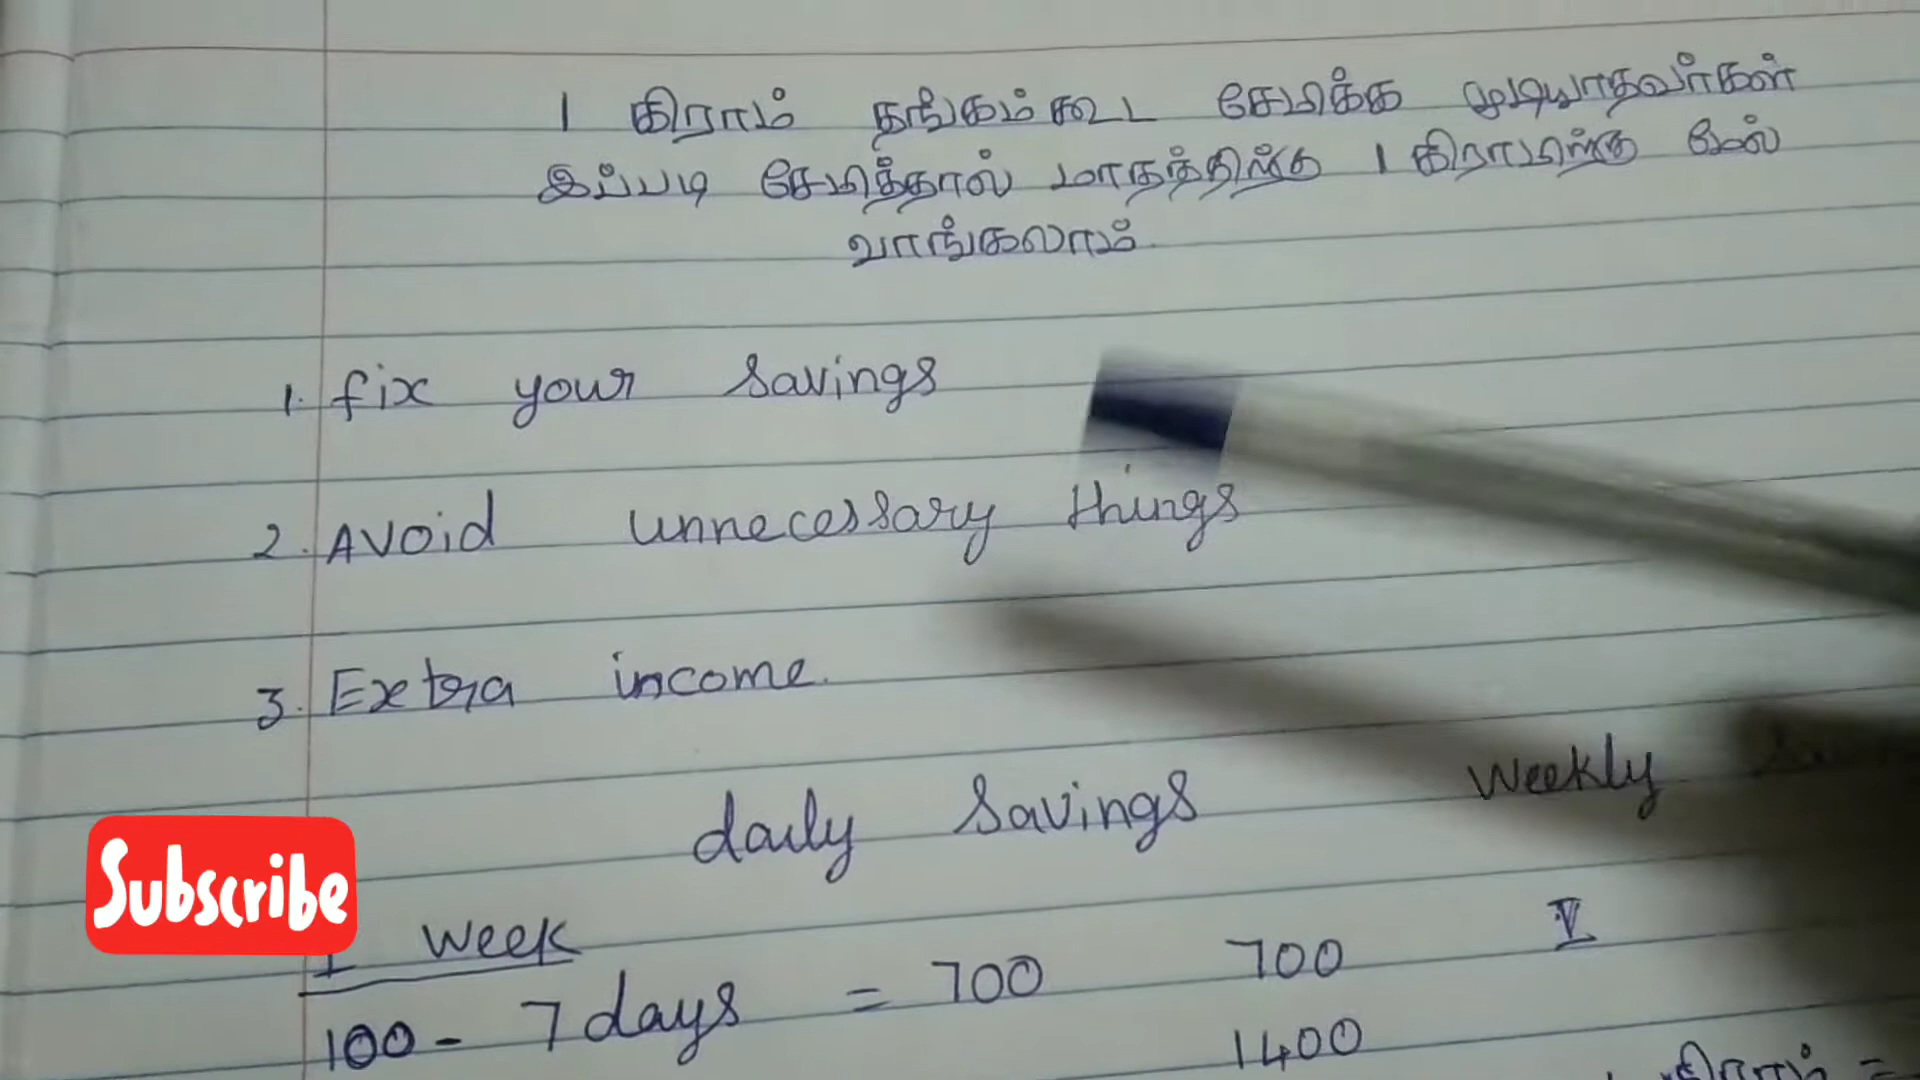 1 கிராம் தங்கம் கூட சேமிக்க முடியாதவர்கள்
இப்படி சேமித்தால் மாதத்திற்கு 1 கிராமிற்கு மேல்
வாங்கலாம்
1. fix your savings
2. Avoid unnecessary things
3. Extra income.
daily savings weekly
Subscribe
I week
100 - 7 days = 700 700 V
1400
கிராம் =